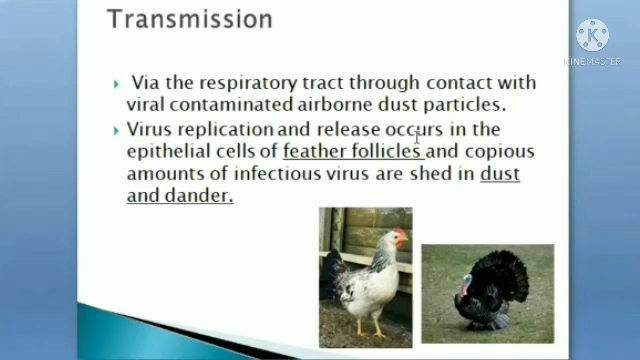 Transmission
K
KINEMASTER
Via the respiratory tract through contact with
viral contaminated airborne dust particles.
Virus replication and release occurs in the
epithelial cells of feather follicles and copious
amounts of infectious virus are shed in dust
and dander.